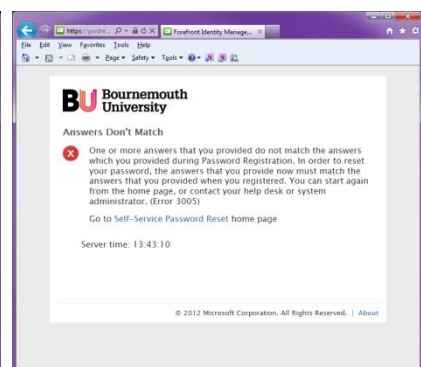 https://pwdre...
Forefront Identity Manage...
File Edit View Favorites Tools Help
Page Safety Tools
BU Bournemouth
University
Answers Don't Match
One or more answers that you provided do not match the answers
which you provided during Password Registration. In order to reset
your password, the answers that you provide now must match the
answers that you provided when you registered. You can start again
from the home page, or contact your help desk or system
administrator. (Error 3005)
Go to Self-Service Password Reset home page
Server time: 13:43:10
© 2012 Microsoft Corporation. All Rights Reserved. | About